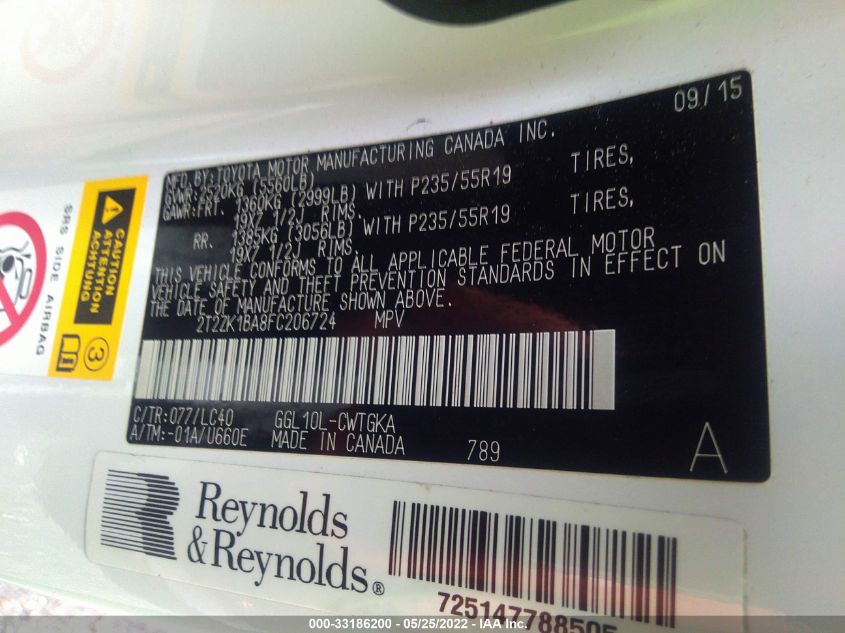 09/15
MFD BY:TOYOTA MOTOR MANUFACTURING CANADA INC.
GVWR:2520KG (5560LB)
GAWR:FRT. 1360KG (2999LB) WITH P235/55R19 TIRES,
19X7 1/2J RIMS.
RR. 1385KG (3056LB) WITH P235/55R19 TIRES,
19X7 1/2J RIMS.
THIS VEHICLE CONFORMS TO ALL APPLICABLE FEDERAL MOTOR
VEHICLE SAFETY AND THEFT PREVENTION STANDARDS IN EFFECT ON
THE DATE OF MANUFACTURE SHOWN ABOVE.
2T2ZK1BA8FC206724 MPV
C/TR:077/LC40 GGL10L-CWTGKA
A/TM:-01A/U660E MADE IN CANADA 789
A
SRS SIDE AIRBAG
CAUTION
ATTENTION
ACHTUNG
3
Reynolds
&Reynolds®
000-33186200 - 05/25/2022 - IAA Inc.